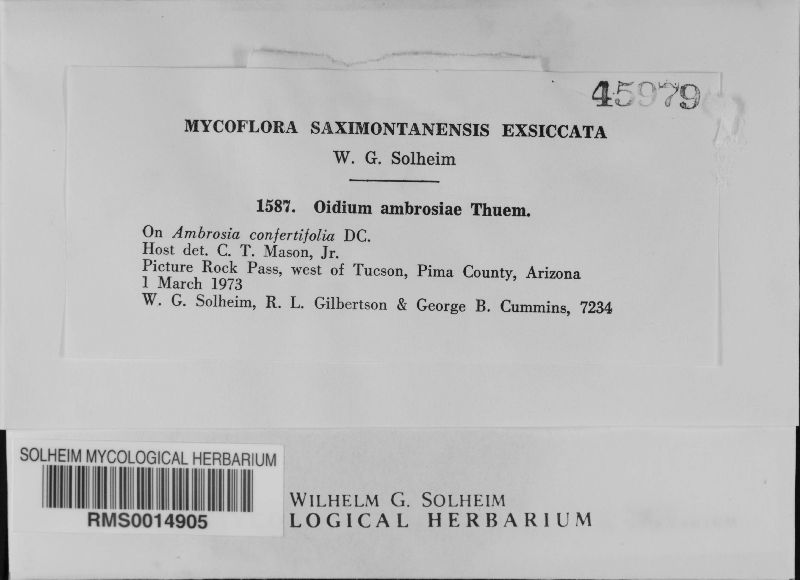 45979
MYCOFLORA SAXIMONTANENSIS EXSICCATA
W. G. Solheim
1587. Oidium ambrosiae Thuem.
On Ambrosia confertifolia DC.
Host det. C. T. Mason, Jr.
Picture Rock Pass, west of Tucson, Pima County, Arizona
1 March 1973
W. G. Solheim, R. L. Gilbertson & George B. Cummins, 7234
SOLHEIM MYCOLOGICAL HERBARIUM
RMS0014905
WILHELM G. SOLHEIM
LOGICAL HERBARIUM